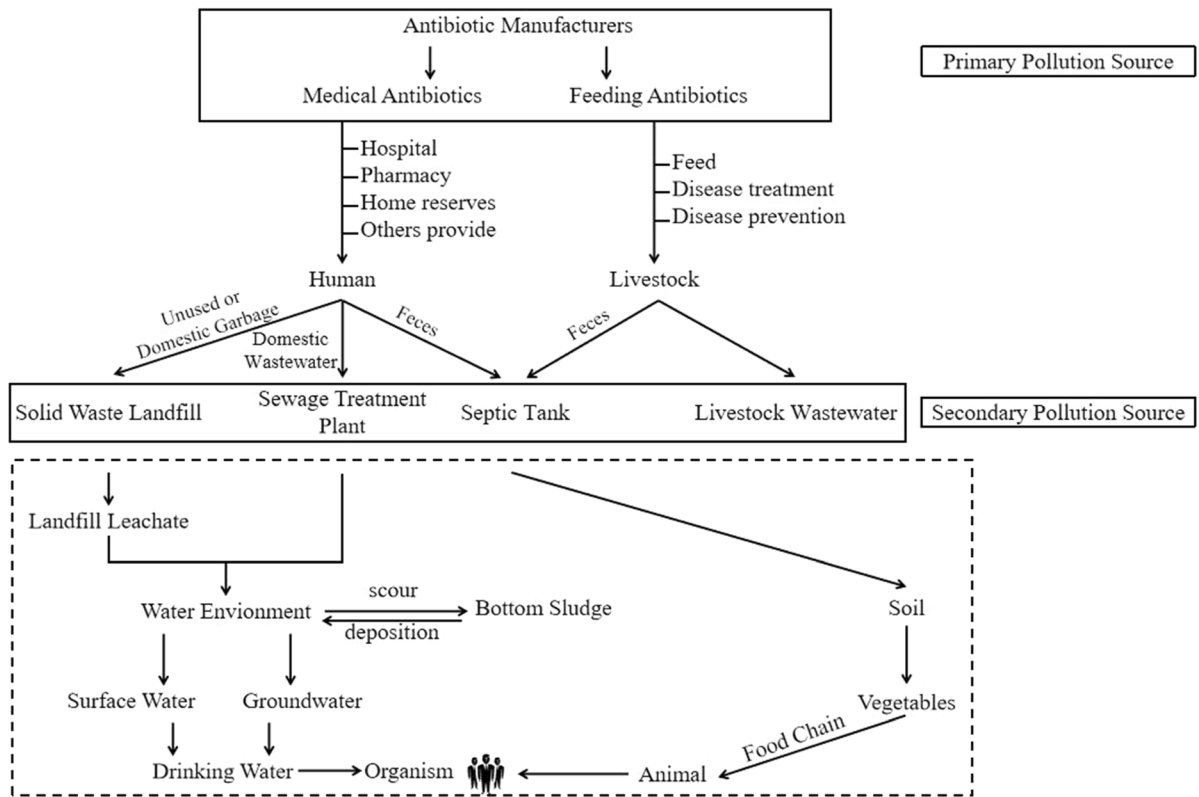 Antibiotic Manufacturers
Primary Pollution Source
Medical Antibiotics
Feeding Antibiotics
Hospital
Pharmacy
Home reserves
Others provide
Feed
Disease treatment
Disease prevention
Human
Livestock
Unused or
Domestic Garbage
Domestic
Wastewater
Feces
Feces
Solid Waste Landfill
Sewage Treatment
Plant
Septic Tank
Livestock Wastewater
Secondary Pollution Source
Landfill Leachate
Water Envionment
scour
deposition
Bottom Sludge
Soil
Surface Water
Groundwater
Vegetables
Food Chain
Drinking Water
Organism
Animal